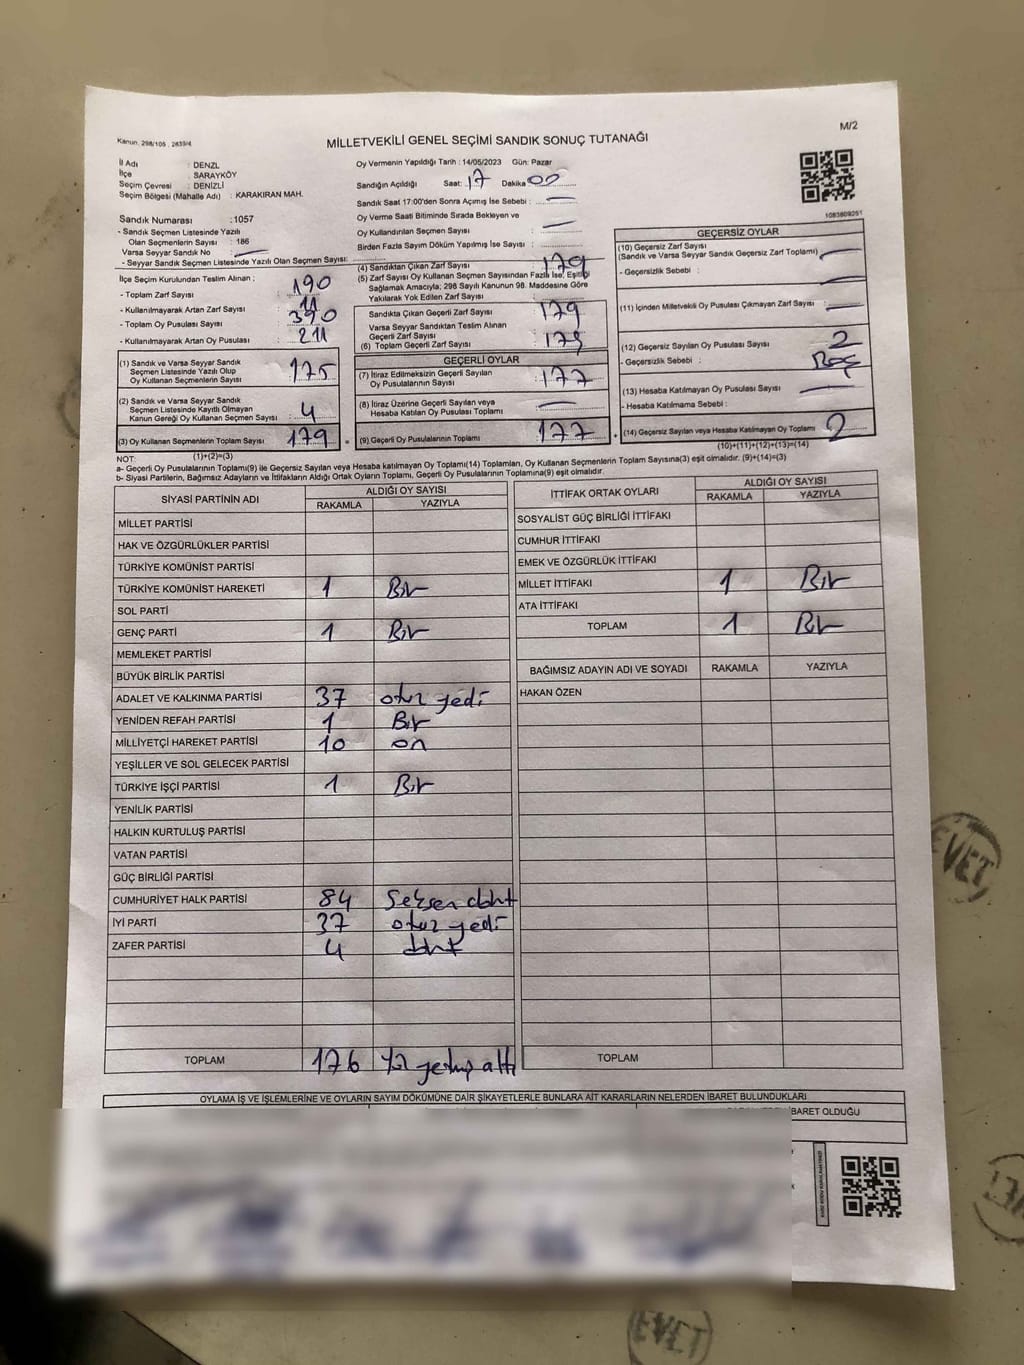 M/2
Kanun, 298/105 , 2839/4
MİLLETVEKİLİ GENEL SEÇİMİ SANDIK SONUÇ TUTANAĞI
İl Adı : DENZL
İlçe : SARAYKÖY
Seçim Çevresi : DENİZLİ
Seçim Bölgesi (Mahalle Adı) : KARAKIRAN MAH.
Sandık Numarası : 1057
- Sandık Seçmen Listesinde Yazılı
Olan Seçmenlerin Sayısı : 186
Varsa Seyyar Sandık No :
- Seyyar Sandık Seçmen Listesinde Yazılı Olan Seçmen Sayısı:
Oy Vermenin Yapıldığı Tarih : 14/05/2023 Gün: Pazar
Sandığın Açıldığı Saat: 17 Dakika 00
Sandık Saat 17:00'den Sonra Açımış İse Sebebi :
Oy Verme Saati Bitiminde Sırada Bekleyen ve
Oy Kullandırılan Seçmen Sayısı :
Birden Fazla Sayım Döküm Yapılmış İse Sayısı :
1083809251
İlçe Seçim Kurulundan Teslim Alınan ;
- Toplam Zarf Sayısı : 190
- Kullanılmayarak Artan Zarf Sayısı : 11
- Toplam Oy Pusulası Sayısı : 390
- Kullanılmayarak Artan Oy Pusulası : 211
(1) Sandık ve Varsa Seyyar Sandık
Seçmen Listesinde Yazılı Olup
Oy Kullanan Seçmenlerin Sayısı : 175
(2) Sandık ve Varsa Seyyar Sandık
Seçmen Listesinde Kayıtlı Olmayan
Kanun Gereği Oy Kullanan Seçmen Sayısı : 4
(3) Oy Kullanan Seçmenlerin Toplam Sayısı : 179
(1)+(2)=(3)
(4) Sandıktan Çıkan Zarf Sayısı : 179
(5) Zarf Sayısı Oy Kullanan Seçmen Sayısından Fazla İse, Eşitliği
Sağlamak Amacıyla; 298 Sayılı Kanunun 98. Maddesine Göre
Yakılarak Yok Edilen Zarf Sayısı :
Sandıkta Çıkan Geçerli Zarf Sayısı : 179
Varsa Seyyar Sandıktan Teslim Alınan
Geçerli Zarf Sayısı :
(6) Toplam Geçerli Zarf Sayısı : 179
GEÇERLİ OYLAR
(7) İtiraz Edilmeksizin Geçerli Sayılan
Oy Pusulalarının Sayısı : 177
(8) İtiraz Üzerine Geçerli Sayılan veya
Hesaba Katılan Oy Pusulası Toplamı :
(9) Geçerli Oy Pusulalarının Toplamı : 177
GEÇERSİZ OYLAR
(10) Geçersiz Zarf Sayısı
(Sandık ve Varsa Seyyar Sandık Geçersiz Zarf Toplamı) :
- Geçersizlik Sebebi :
(11) İçinden Milletvekili Oy Pusulası Çıkmayan Zarf Sayısı :
(12) Geçersiz Sayılan Oy Pusulası Sayısı : 2
- Geçersizlik Sebebi : Boş
(13) Hesaba Katılmayan Oy Pusulası Sayısı :
- Hesaba Katılmama Sebebi :
(14) Geçersiz Sayılan veya Hesaba Katılmayan Oy Toplamı : 2
(10)+(11)+(12)+(13)=(14)
NOT:
a- Geçerli Oy Pusulalarının Toplamı(9) ile Geçersiz Sayılan veya Hesaba katılmayan Oy Toplamı(14) Toplamları, Oy Kullanan Seçmenlerin Toplam Sayısına(3) eşit olmalıdır. (9)+(14)=(3)
b- Siyasi Partilerin, Bağımsız Adayların ve İttifakların Aldığı Ortak Oyların Toplamı, Geçerli Oy Pusulalarının Toplamına(9) eşit olmalıdır.
SİYASİ PARTİNİN ADI ALDIĞI OY SAYISI
RAKAMLA YAZIYLA
MİLLET PARTİSİ
HAK VE ÖZGÜRLÜKLER PARTİSİ
TÜRKİYE KOMÜNİST PARTİSİ
TÜRKİYE KOMÜNİST HAREKETİ 1 Bir
SOL PARTİ
GENÇ PARTİ 1 Bir
MEMLEKET PARTİSİ
BÜYÜK BİRLİK PARTİSİ
ADALET VE KALKINMA PARTİSİ 37 otuz yedi
YENİDEN REFAH PARTİSİ 1 Bir
MİLLİYETÇİ HAREKET PARTİSİ 10 on
YEŞİLLER VE SOL GELECEK PARTİSİ
TÜRKİYE İŞÇİ PARTİSİ 1 Bir
YENİLİK PARTİSİ
HALKIN KURTULUŞ PARTİSİ
VATAN PARTİSİ
GÜÇ BİRLİĞİ PARTİSİ
CUMHURİYET HALK PARTİSİ 84 Seksen dört
İYİ PARTİ 37 otuz yedi
ZAFER PARTİSİ 4 dört
TOPLAM 176 Yüz yetmiş altı
İTTİFAK ORTAK OYLARI ALDIĞI OY SAYISI
RAKAMLA YAZIYLA
SOSYALİST GÜÇ BİRLİĞİ İTTİFAKI
CUMHUR İTTİFAKI
EMEK VE ÖZGÜRLÜK İTTİFAKI
MİLLET İTTİFAKI 1 Bir
ATA İTTİFAKI
TOPLAM 1 Bir
BAĞIMSIZ ADAYIN ADI VE SOYADI RAKAMLA YAZIYLA
HAKAN ÖZEN
TOPLAM
OYLAMA İŞ VE İŞLEMLERİNE VE OYLARIN SAYIM DÖKÜMÜNE DAİR ŞİKAYETLERLE BUNLARA AİT KARARLARIN NELERDEN İBARET BULUNDUKLARI
İBARET OLDUĞU
EVET
EVET